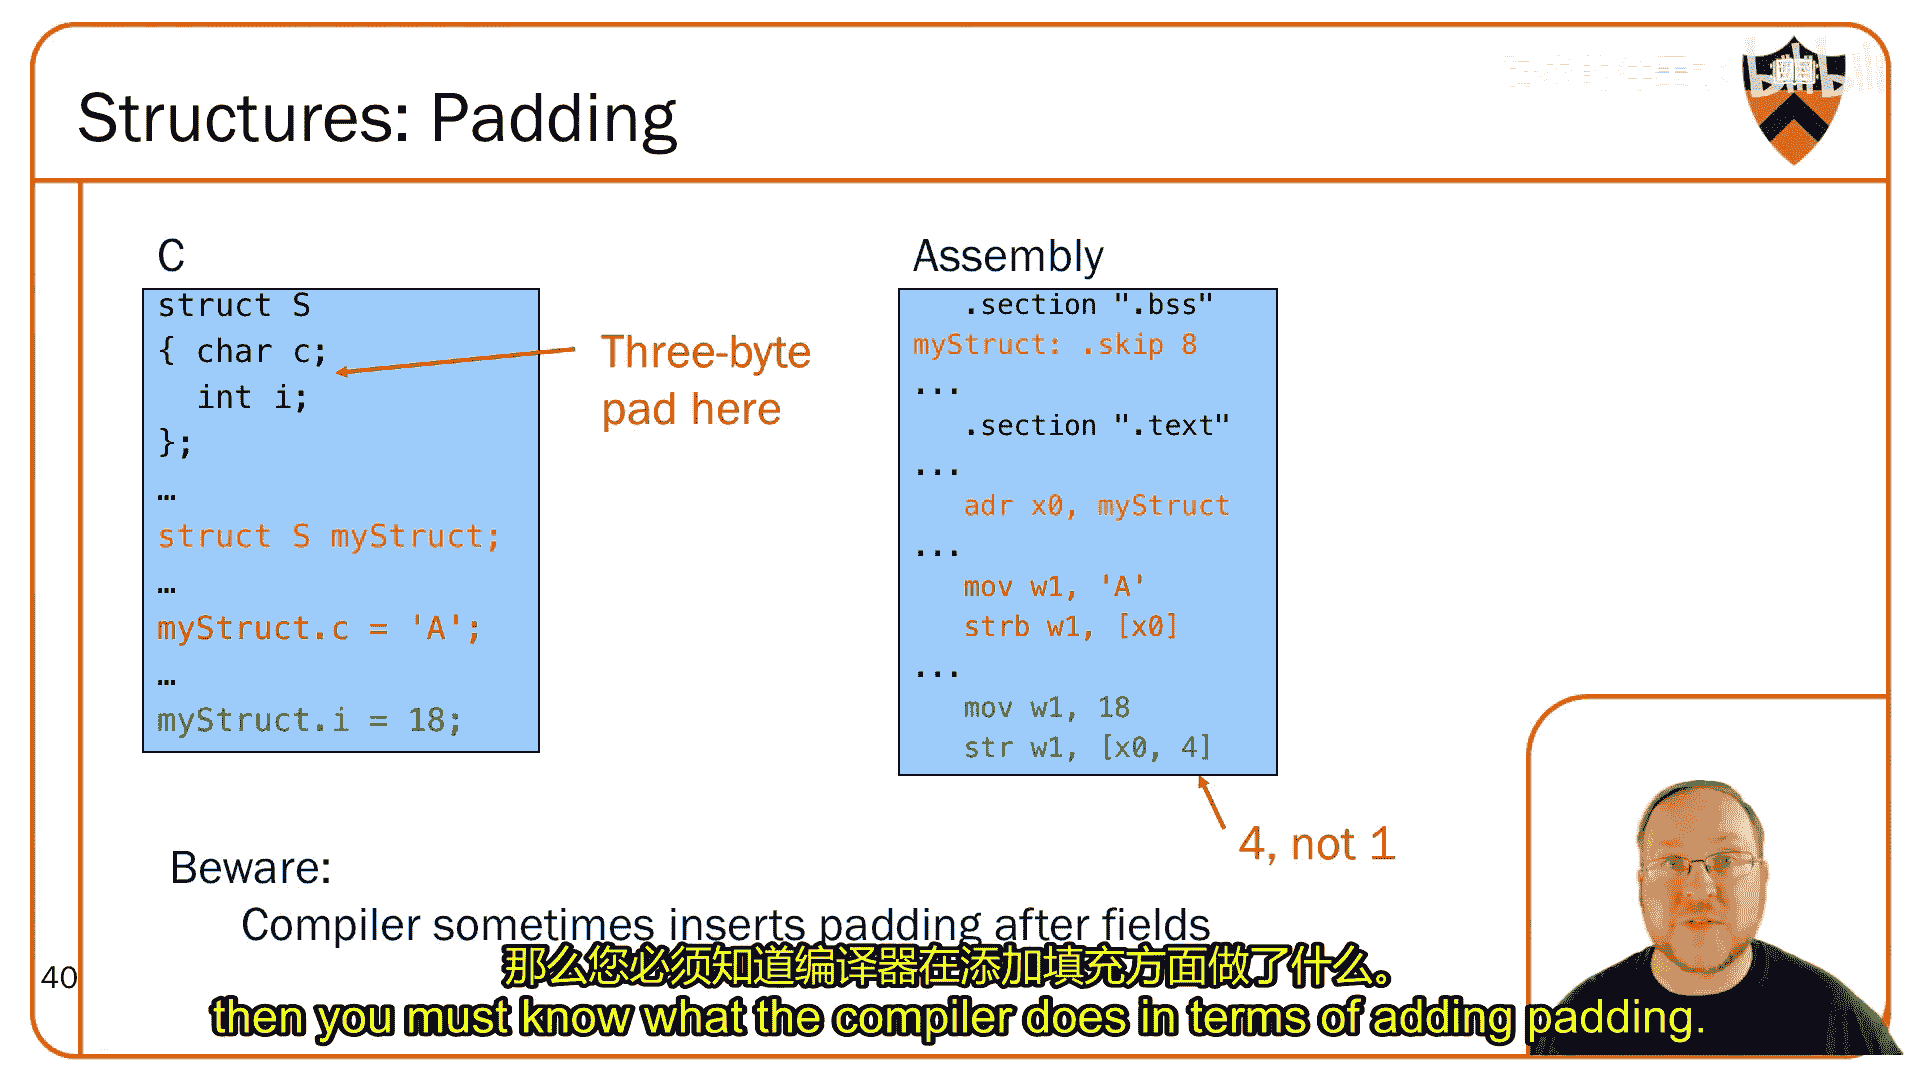 Structures: Padding
C
struct S
{ char c;
int i;
};
…
struct S myStruct;
…
myStruct.c = 'A';
…
myStruct.i = 18;
Three-byte
pad here
Assembly
.section ".bss"
myStruct: .skip 8
...
.section ".text"
...
adr x0, myStruct
...
mov w1, 'A'
strb w1, [x0]
...
mov w1, 18
str w1, [x0, 4]
4, not 1
Beware:
Compiler sometimes inserts padding after fields
那么您必须知道编译器在添加填充方面做了什么。
then you must know what the compiler does in terms of adding padding.
40